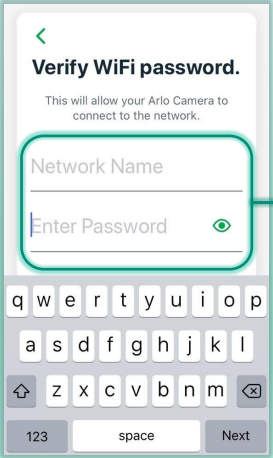 Verify WiFi password.
This will allow your Arlo Camera to
connect to the network.
Network Name
Enter Password
q w e r t y u i o p
a s d f g h j k l
z x c v b n m
123 space Next